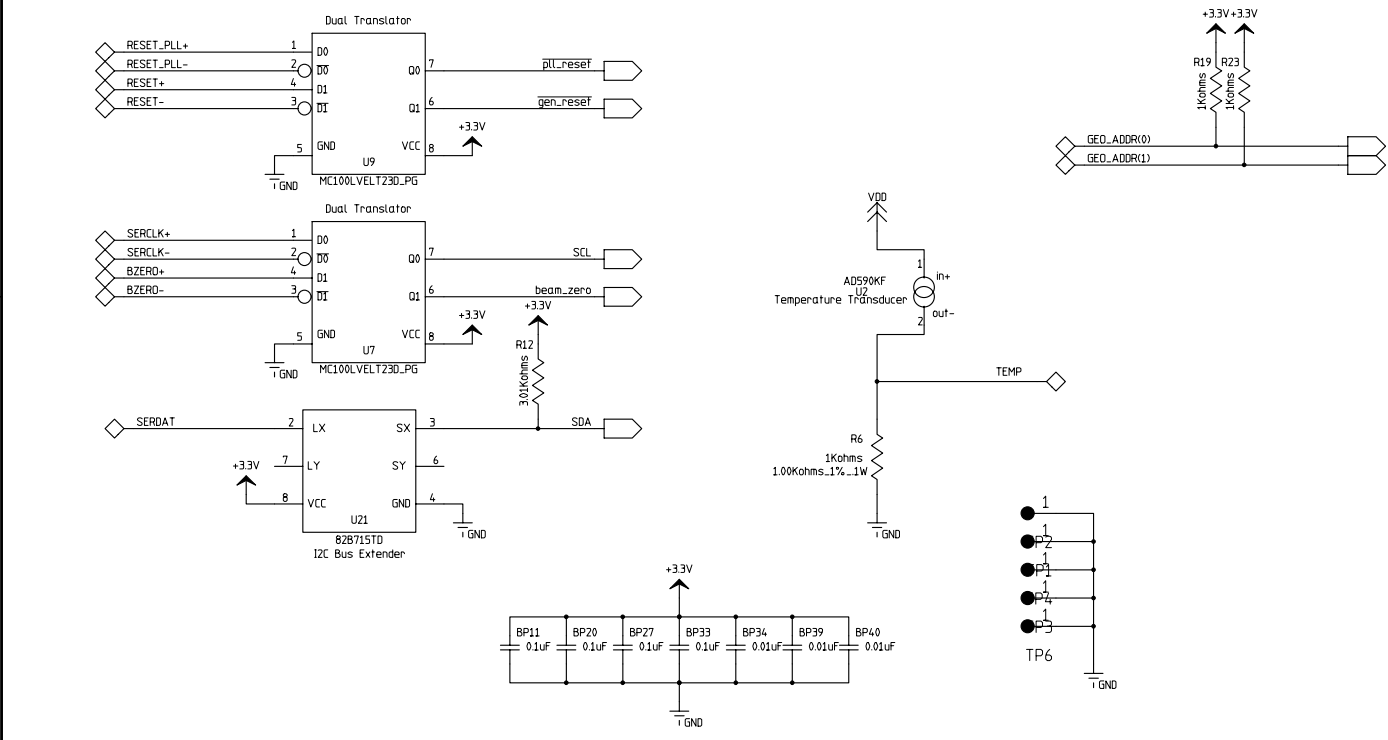 Dual Translator
RESET_PLL+ 1 D0
RESET_PLL- 2 D0 Q0 7 pll_reset
RESET+ 4 D1
RESET- 3 D1 Q1 6 gen_reset
+3.3V
5 GND VCC 8
U9
GND
MC100LVELT23D_PG
Dual Translator
SERCLK+ 1 D0
SERCLK- 2 D0 Q0 7 SCL
BZERO+ 4 D1
BZERO- 3 D1 Q1 6 beam_zero
+3.3V
+3.3V
5 GND VCC 8
U7
GND
MC100LVELT23D_PG
R12
3.01Kohms
SERDAT 2 LX SX 3 SDA
7 LY SY 6
+3.3V
8 VCC GND 4
U21
GND
82B715TD
I2C Bus Extender
+3.3V+3.3V
R19 R23
1Kohms 1Kohms
GEO_ADDR(0)
GEO_ADDR(1)
VDD
1
in+
AD590KF
U2
Temperature Transducer
out-
2
TEMP
R6
1Kohms
1.00Kohms_1%_.1W
GND
1
1
P2
1
P1
1
P4
1
P3
TP6
GND
+3.3V
BP11 BP20 BP27 BP33 BP34 BP39 BP40
0.1uF 0.1uF 0.1uF 0.1uF 0.01uF 0.01uF 0.01uF
GND